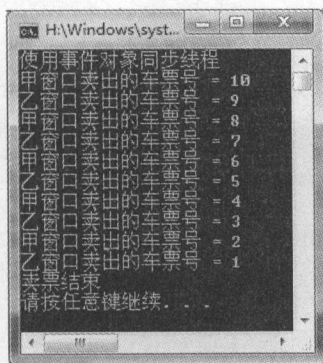 H:\Windows\syst...
使用事件对象同步线程
甲窗口卖出的车票号 = 10
乙窗口卖出的车票号 = 9
甲窗口卖出的车票号 = 8
乙窗口卖出的车票号 = 7
甲窗口卖出的车票号 = 6
乙窗口卖出的车票号 = 5
甲窗口卖出的车票号 = 4
乙窗口卖出的车票号 = 3
甲窗口卖出的车票号 = 2
乙窗口卖出的车票号 = 1
卖票结束
请按任意键继续. . .